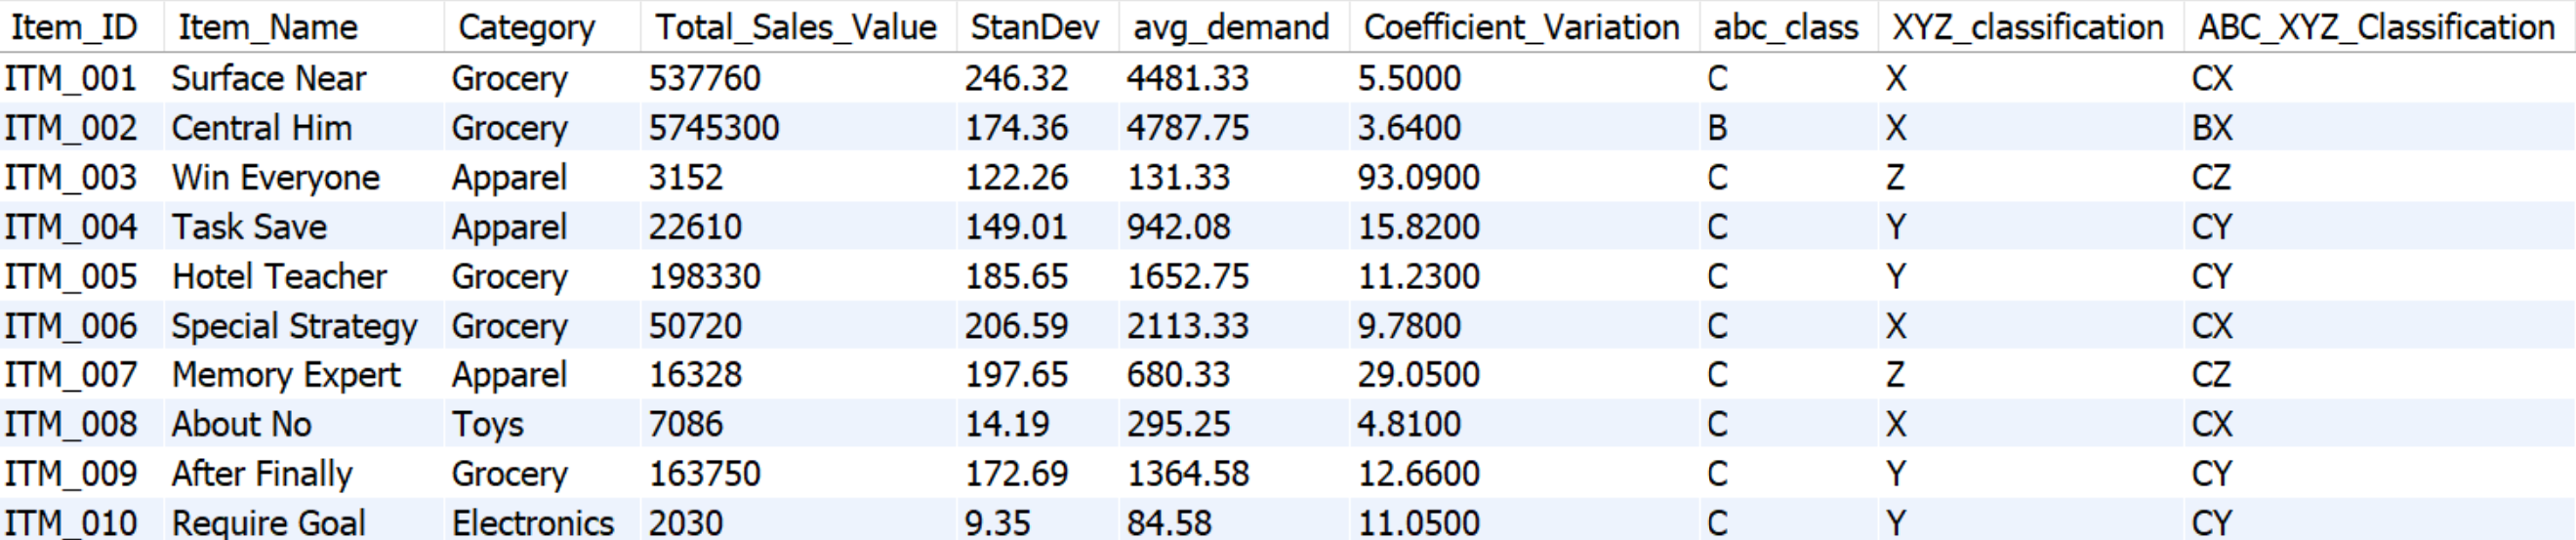 Item_ID Item_Name Category Total_Sales_Value StanDev avg_demand Coefficient_Variation abc_class XYZ_classification ABC_XYZ_Classification
ITM_001 Surface Near Grocery 537760 246.32 4481.33 5.5000 C X CX
ITM_002 Central Him Grocery 5745300 174.36 4787.75 3.6400 B X BX
ITM_003 Win Everyone Apparel 3152 122.26 131.33 93.0900 C Z CZ
ITM_004 Task Save Apparel 22610 149.01 942.08 15.8200 C Y CY
ITM_005 Hotel Teacher Grocery 198330 185.65 1652.75 11.2300 C Y CY
ITM_006 Special Strategy Grocery 50720 206.59 2113.33 9.7800 C X CX
ITM_007 Memory Expert Apparel 16328 197.65 680.33 29.0500 C Z CZ
ITM_008 About No Toys 7086 14.19 295.25 4.8100 C X CX
ITM_009 After Finally Grocery 163750 172.69 1364.58 12.6600 C Y CY
ITM_010 Require Goal Electronics 2030 9.35 84.58 11.0500 C Y CY